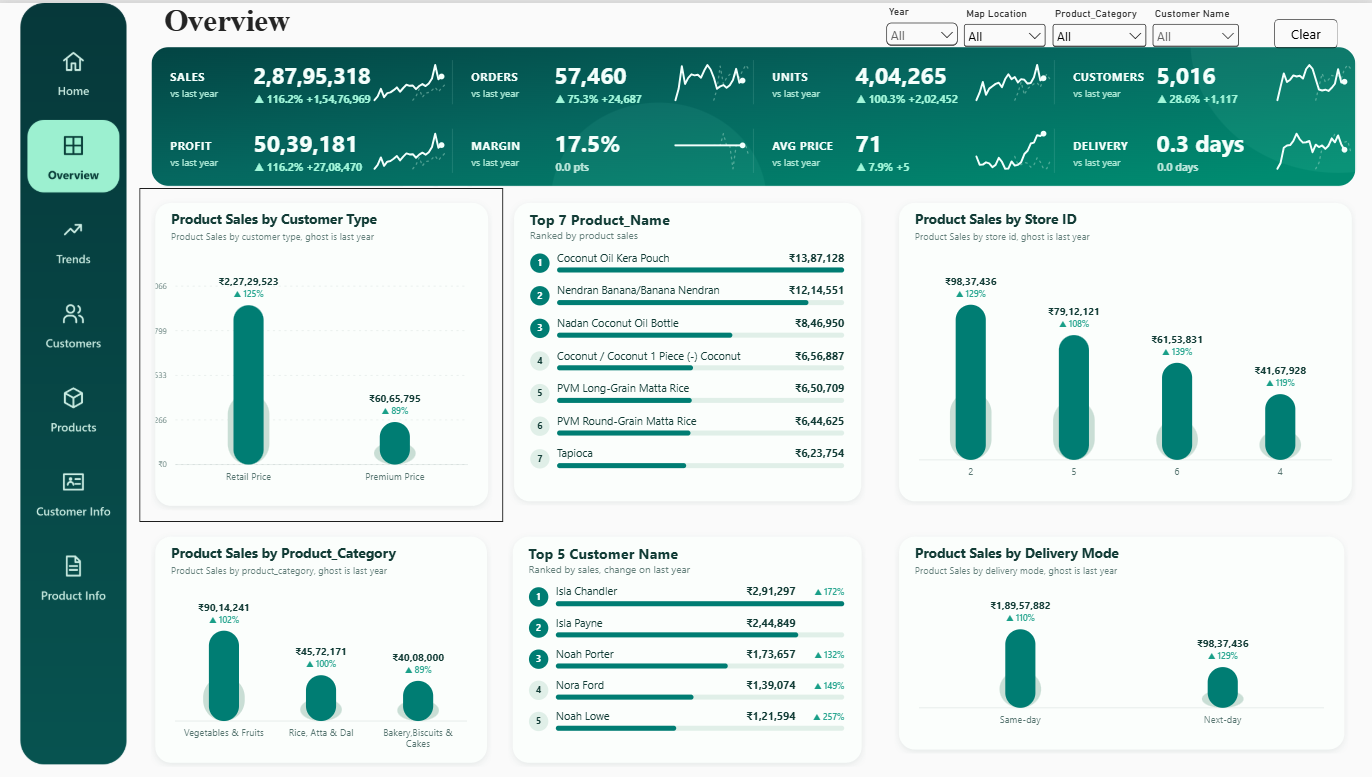 Overview
Year
Map Location
Product_Category
Customer Name
All
All
All
All
Clear
Home
Overview
Trends
Customers
Products
Customer Info
Product Info
SALES
vs last year
2,87,95,318
▲ 116.2% +1,54,76,969
ORDERS
vs last year
57,460
▲ 75.3% +24,687
UNITS
vs last year
4,04,265
▲ 100.3% +2,02,452
CUSTOMERS
vs last year
5,016
▲ 28.6% +1,117
PROFIT
vs last year
50,39,181
▲ 116.2% +27,08,470
MARGIN
vs last year
17.5%
0.0 pts
AVG PRICE
vs last year
71
▲ 7.9% +5
DELIVERY
vs last year
0.3 days
0.0 days
Product Sales by Customer Type
Product Sales by customer type, ghost is last year
₹2,27,29,523
▲ 125%
₹60,65,795
▲ 89%
066
799
533
266
₹0
Retail Price
Premium Price
Top 7 Product_Name
Ranked by product sales
1 Coconut Oil Kera Pouch ₹13,87,128
2 Nendran Banana/Banana Nendran ₹12,14,551
3 Nadan Coconut Oil Bottle ₹8,46,950
4 Coconut / Coconut 1 Piece (-) Coconut ₹6,56,887
5 PVM Long-Grain Matta Rice ₹6,50,709
6 PVM Round-Grain Matta Rice ₹6,44,625
7 Tapioca ₹6,23,754
Product Sales by Store ID
Product Sales by store id, ghost is last year
₹98,37,436
▲ 129%
₹79,12,121
▲ 108%
₹61,53,831
▲ 139%
₹41,67,928
▲ 119%
2
5
6
4
Product Sales by Product_Category
Product Sales by product_category, ghost is last year
₹90,14,241
▲ 102%
₹45,72,171
▲ 100%
₹40,08,000
▲ 89%
Vegetables & Fruits
Rice, Atta & Dal
Bakery,Biscuits &
Cakes
Top 5 Customer Name
Ranked by sales, change on last year
1 Isla Chandler ₹2,91,297 ▲ 172%
2 Isla Payne ₹2,44,849
3 Noah Porter ₹1,73,657 ▲ 132%
4 Nora Ford ₹1,39,074 ▲ 149%
5 Noah Lowe ₹1,21,594 ▲ 257%
Product Sales by Delivery Mode
Product Sales by delivery mode, ghost is last year
₹1,89,57,882
▲ 110%
₹98,37,436
▲ 129%
Same-day
Next-day